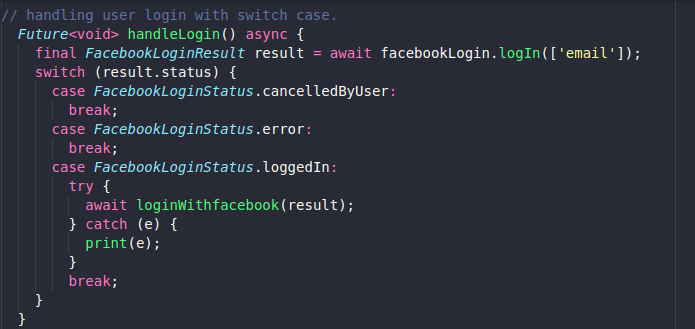 // handling user login with switch case.
Future<void> handleLogin() async {
final FacebookLoginResult result = await facebookLogin.logIn(['email']);
switch (result.status) {
case FacebookLoginStatus.cancelledByUser:
break;
case FacebookLoginStatus.error:
break;
case FacebookLoginStatus.loggedIn:
try {
await loginWithfacebook(result);
} catch (e) {
print(e);
}
break;
}
}